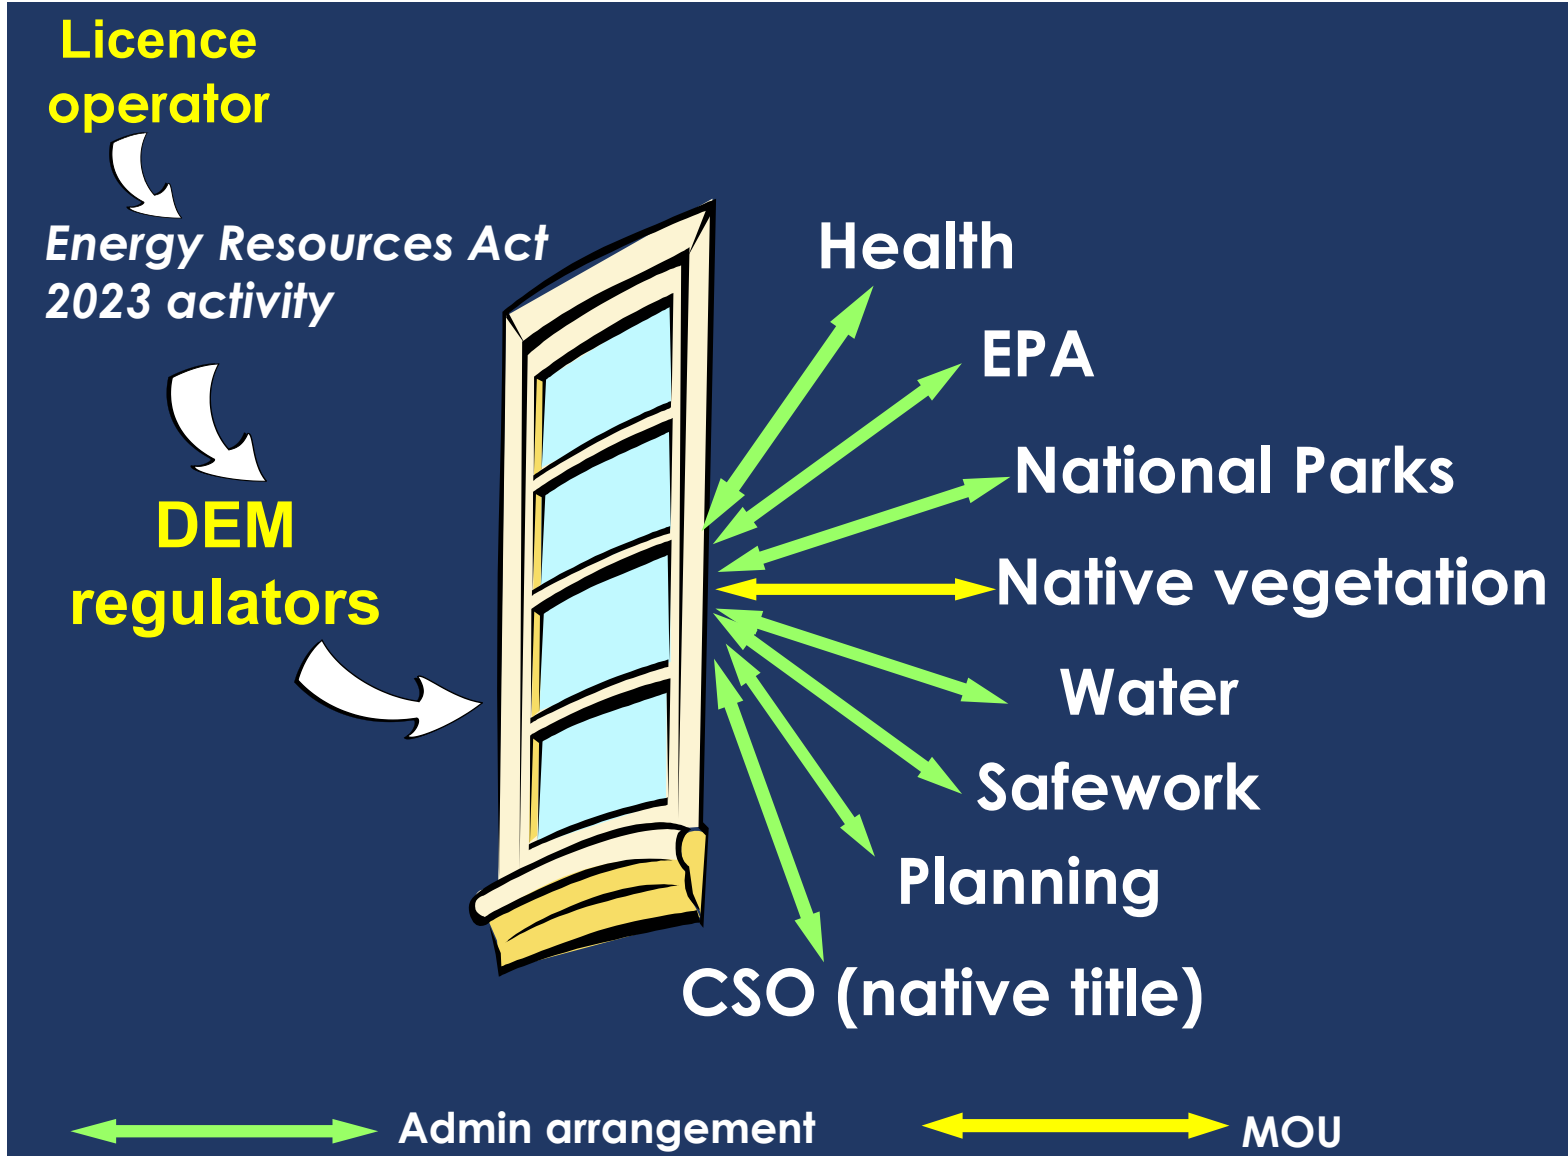 Licence
operator
Energy Resources Act
2023 activity
DEM
regulators
Health
EPA
National Parks
Native vegetation
Water
Safework
Planning
CSO (native title)
Admin arrangement
MOU